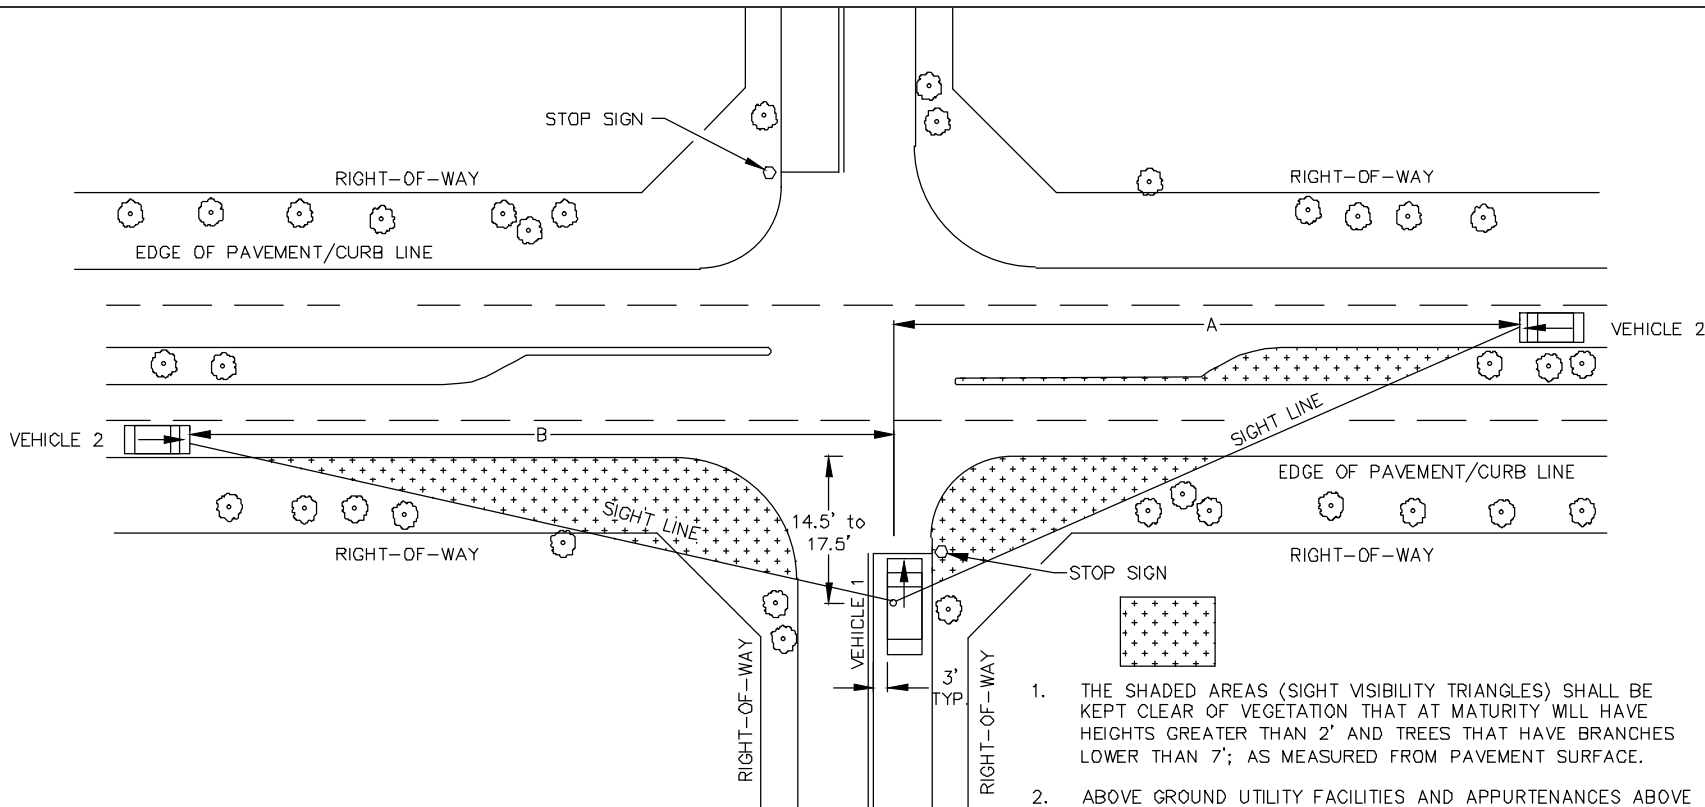 STOP SIGN
RIGHT-OF-WAY
RIGHT-OF-WAY
EDGE OF PAVEMENT/CURB LINE
A
VEHICLE 2
VEHICLE 2
B
SIGHT LINE
EDGE OF PAVEMENT/CURB LINE
SIGHT LINE
14.5' to
17.5'
RIGHT-OF-WAY
RIGHT-OF-WAY
STOP SIGN
VEHICLE 1
RIGHT-OF-WAY
3'
TYP.
RIGHT-OF-WAY
1. THE SHADED AREAS (SIGHT VISIBILITY TRIANGLES) SHALL BE
KEPT CLEAR OF VEGETATION THAT AT MATURITY WILL HAVE
HEIGHTS GREATER THAN 2' AND TREES THAT HAVE BRANCHES
LOWER THAN 7'; AS MEASURED FROM PAVEMENT SURFACE.
2. ABOVE GROUND UTILITY FACILITIES AND APPURTENANCES ABOVE